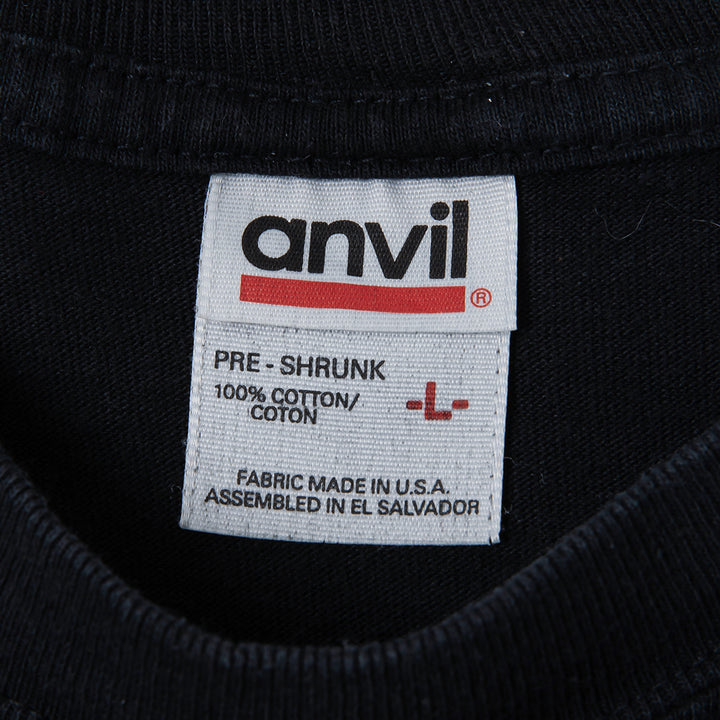 anvil®
PRE - SHRUNK
100% COTTON/
COTON
-L-
FABRIC MADE IN U.S.A.
ASSEMBLED IN EL SALVADOR